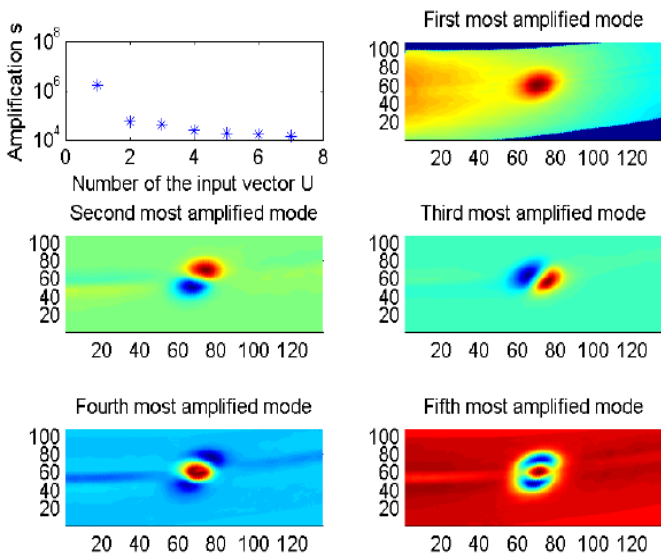 Amplification s
10^8
10^6
10^4
0 2 4 6 8
Number of the input vector U
First most amplified mode
100
80
60
40
20
20 40 60 80 100 120
Second most amplified mode
100
80
60
40
20
20 40 60 80 100 120
Third most amplified mode
100
80
60
40
20
20 40 60 80 100 120
Fourth most amplified mode
100
80
60
40
20
20 40 60 80 100 120
Fifth most amplified mode
100
80
60
40
20
20 40 60 80 100 120